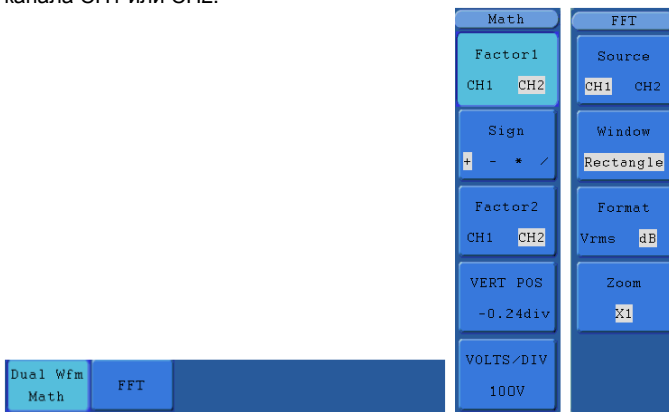 канала CH1 или CH2.
Math
Factor1
CH1 CH2
Sign
+ - * /
Factor2
CH1 CH2
VERT POS
-0.24div
VOLTS/DIV
100V
FFT
Source
CH1 CH2
Window
Rectangle
Format
Vrms dB
Zoom
X1
Dual Wfm
Math
FFT